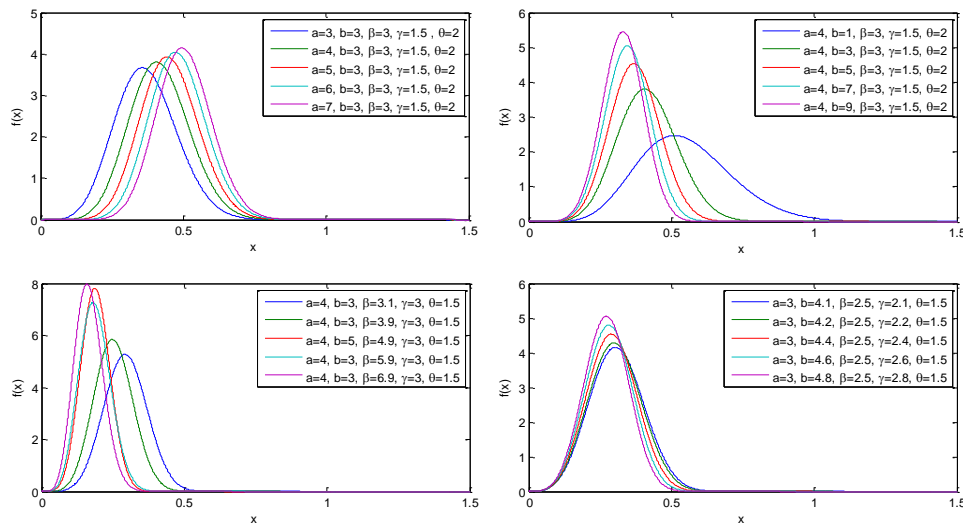 5
4
3
2
1
0
f(x)
a=3, b=3, β=3, γ=1.5 , θ=2
a=4, b=3, β=3, γ=1.5, θ=2
a=5, b=3, β=3, γ=1.5, θ=2
a=6, b=3, β=3, γ=1.5, θ=2
a=7, b=3, β=3, γ=1.5, θ=2
0 0.5 1 1.5
x
6
5
4
3
2
1
0
f(x)
a=4, b=1, β=3, γ=1.5, θ=2
a=4, b=3, β=3, γ=1.5, θ=2
a=4, b=5, β=3, γ=1.5, θ=2
a=4, b=7, β=3, γ=1.5, θ=2
a=4, b=9, β=3, γ=1.5, θ=2
0 0.5 1 1.5
x
8
6
4
2
0
f(x)
a=4, b=3, β=3.1, γ=3, θ=1.5
a=4, b=3, β=3.9, γ=3, θ=1.5
a=4, b=5, β=4.9, γ=3, θ=1.5
a=4, b=3, β=5.9, γ=3, θ=1.5
a=4, b=3, β=6.9, γ=3, θ=1.5
0 0.5 1 1.5
x
6
5
4
3
2
1
0
f(x)
a=3, b=4.1, β=2.5, γ=2.1, θ=1.5
a=3, b=4.2, β=2.5, γ=2.2, θ=1.5
a=3, b=4.4, β=2.5, γ=2.4, θ=1.5
a=3, b=4.6, β=2.5, γ=2.6, θ=1.5
a=3, b=4.8, β=2.5, γ=2.8, θ=1.5
0 0.5 1 1.5
x